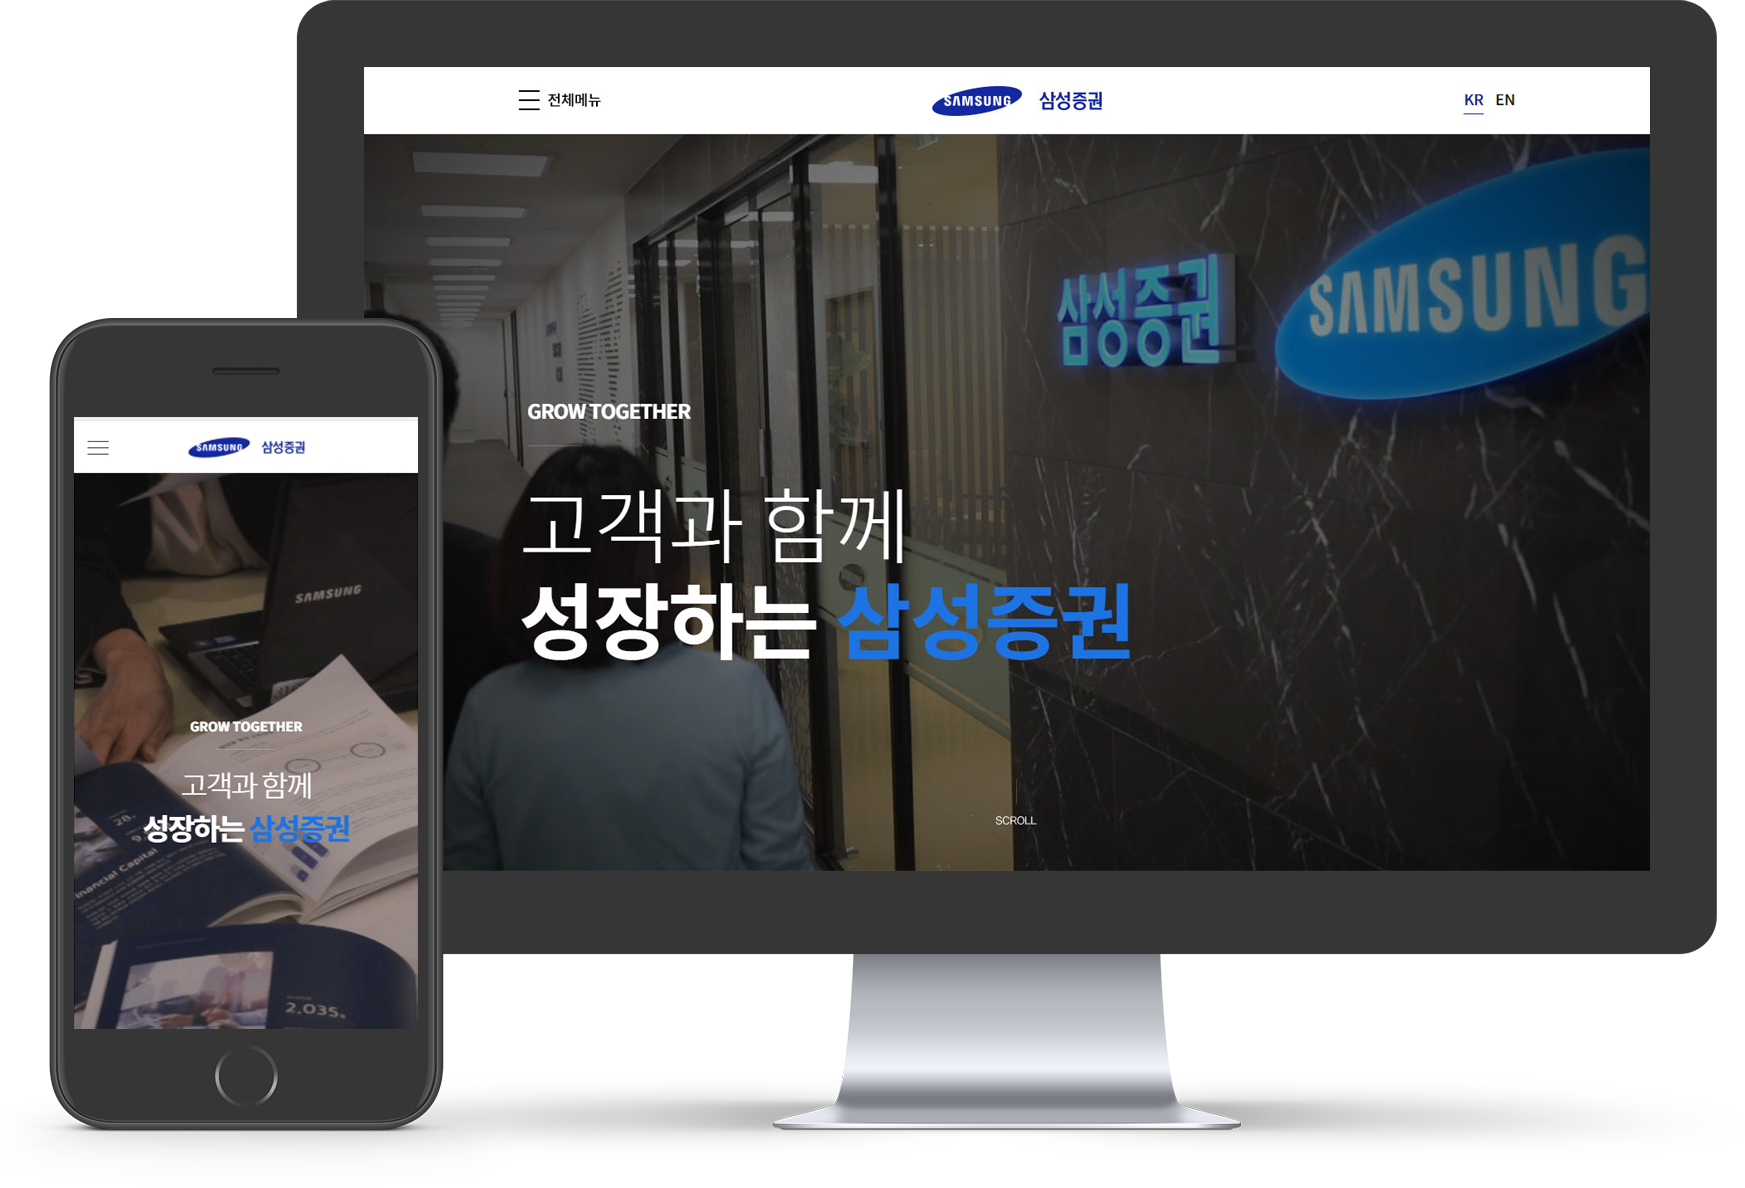 전체메뉴
SAMSUNG 삼성증권
KR EN
삼성증권 SAMSUNG
GROW TOGETHER
고객과 함께
성장하는 삼성증권
SCROLL
SAMSUNG 삼성증권
SAMSUNG
GROW TOGETHER
고객과 함께
성장하는 삼성증권
Financial Capital
2,035